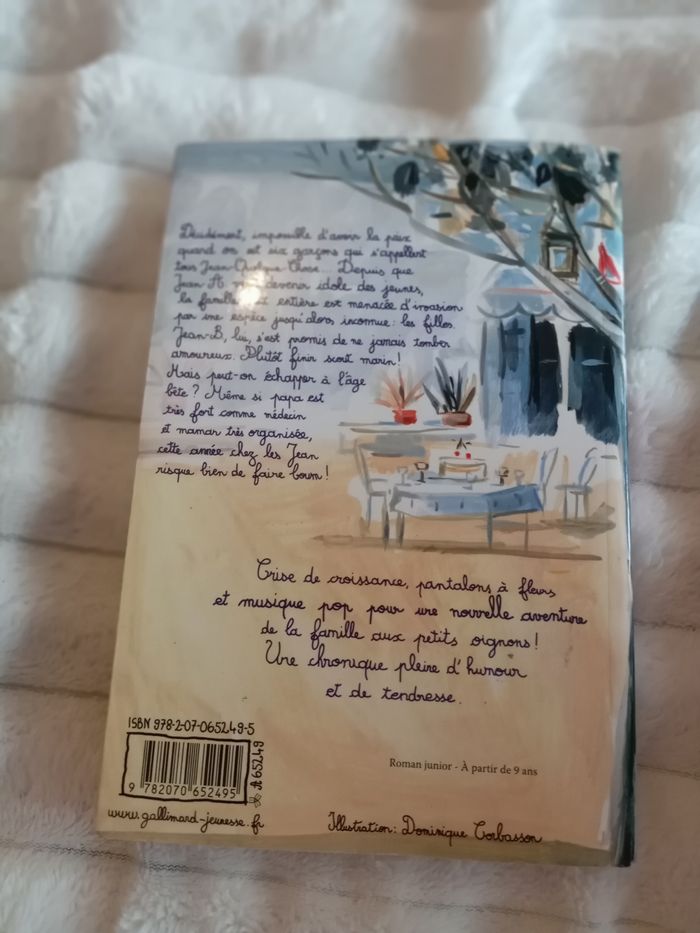 Décidément, impossible d'avoir la paix
quand on est six garçons qui s'appellent
tous Jean-Quelque Chose... Depuis que
Jean-A. devenir idole des jeunes,
la famille entière est menacée d'invasion
par une espèce jusqu'alors inconnue: les filles.
Jean-B, lui, s'est promis de ne jamais tomber
amoureux. Plutôt finir scout marin!
Mais peut-on échapper à l'âge
bête? Même si papa est
très fort comme médecin
et maman très organisée,
cette année chez les Jean
risque bien de faire boum!
Crise de croissance, pantalons à fleurs
et musique pop pour une nouvelle aventure
de la famille aux petits oignons!
Une chronique pleine d'humour
et de tendresse.
ISBN 978-2-07-065249-5
A65249
9 782070 652495
Roman junior - À partir de 9 ans
www.gallimard-jeunesse.fr
Illustration: Dominique Corbasson